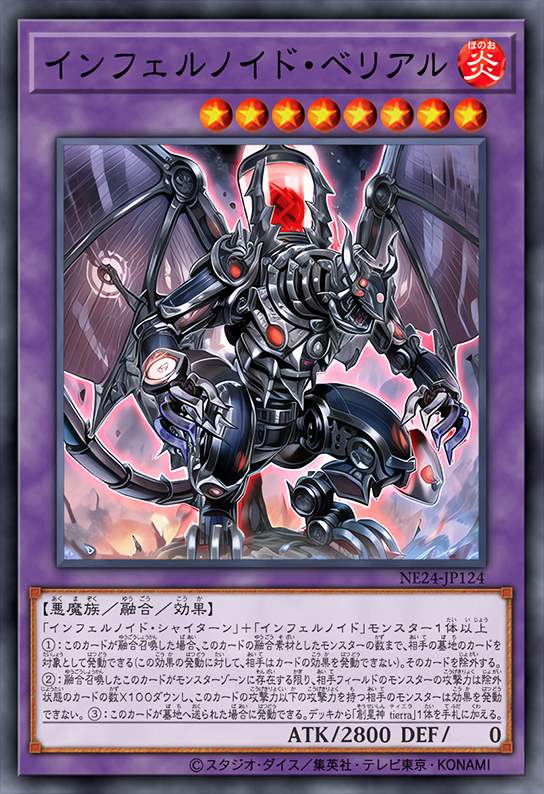 インフェルノイド・ベリアル
ほのお
炎
NE24-JP124
【悪魔族／融合／効果】
「インフェルノイド・シャイターン」＋「インフェルノイド」モンスター１体以上
①：このカードが融合召喚した場合、このカードの融合素材としたモンスターの数まで、相手の墓地のカードを
対象として発動できる(この効果の発動に対して、相手はカードの効果を発動できない)。そのカードを除外する。
②：融合召喚したこのカードがモンスターゾーンに存在する限り、相手フィールドのモンスターの攻撃力は除外
状態のカードの数×100ダウンし、このカードの攻撃力以下の攻撃力を持つ相手のモンスターは効果を発動
できない。③：このカードが墓地へ送られた場合に発動できる。デッキから「創星神 tierra」1体を手札に加える。
ATK/2800 DEF/ 0
©スタジオ・ダイス／集英社・テレビ東京・KONAMI